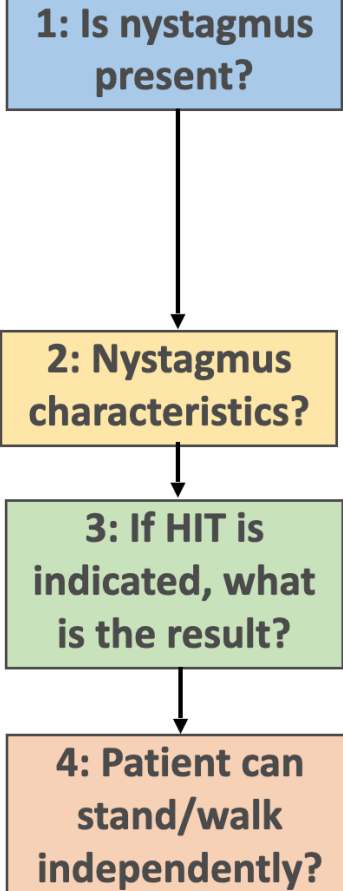 1: Is nystagmus
present?
2: Nystagmus
characteristics?
3: If HIT is
indicated, what
is the result?
4: Patient can
stand/walk
independently?